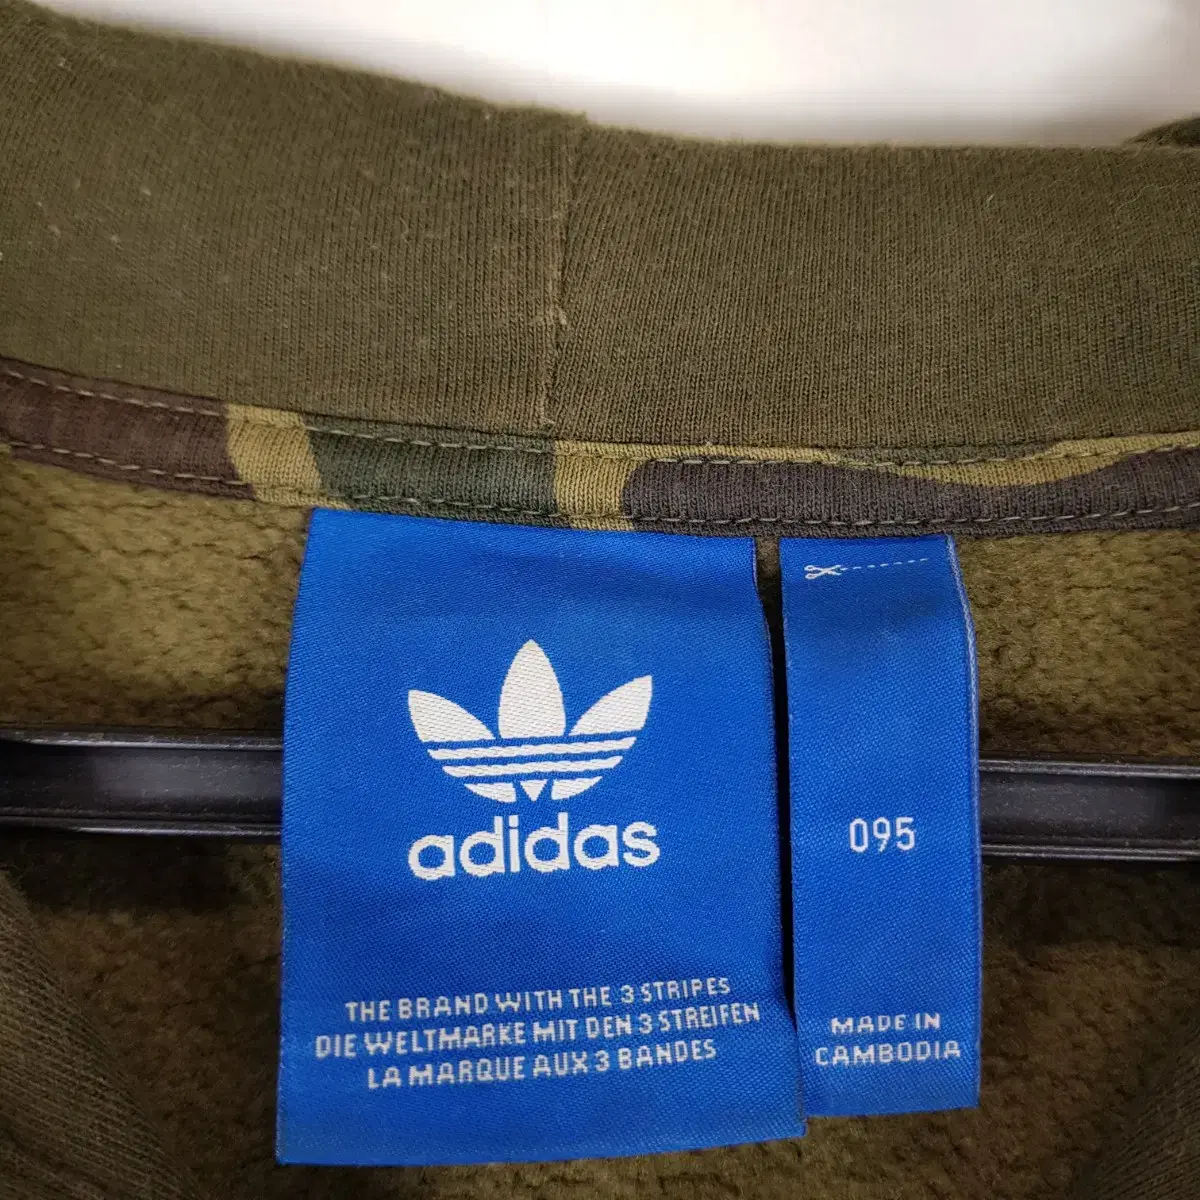 adidas
THE BRAND WITH THE 3 STRIPES
DIE WELTMARKE MIT DEN 3 STREIFEN
LA MARQUE AUX 3 BANDES
095
MADE IN
CAMBODIA